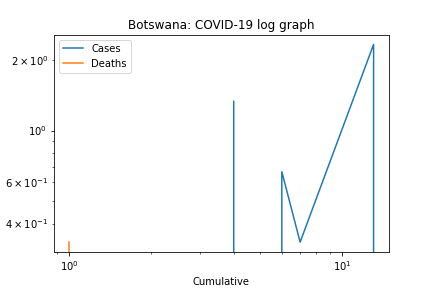 Botswana: COVID-19 log graph
Cases
Deaths
2 × 10⁰
10⁰
6 × 10⁻¹
4 × 10⁻¹
10⁰ 10¹
Cumulative